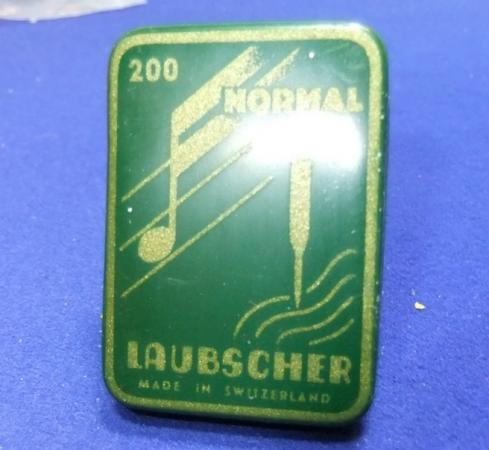 200
NORMAL
LAUBSCHER
MADE IN SWITZERLAND